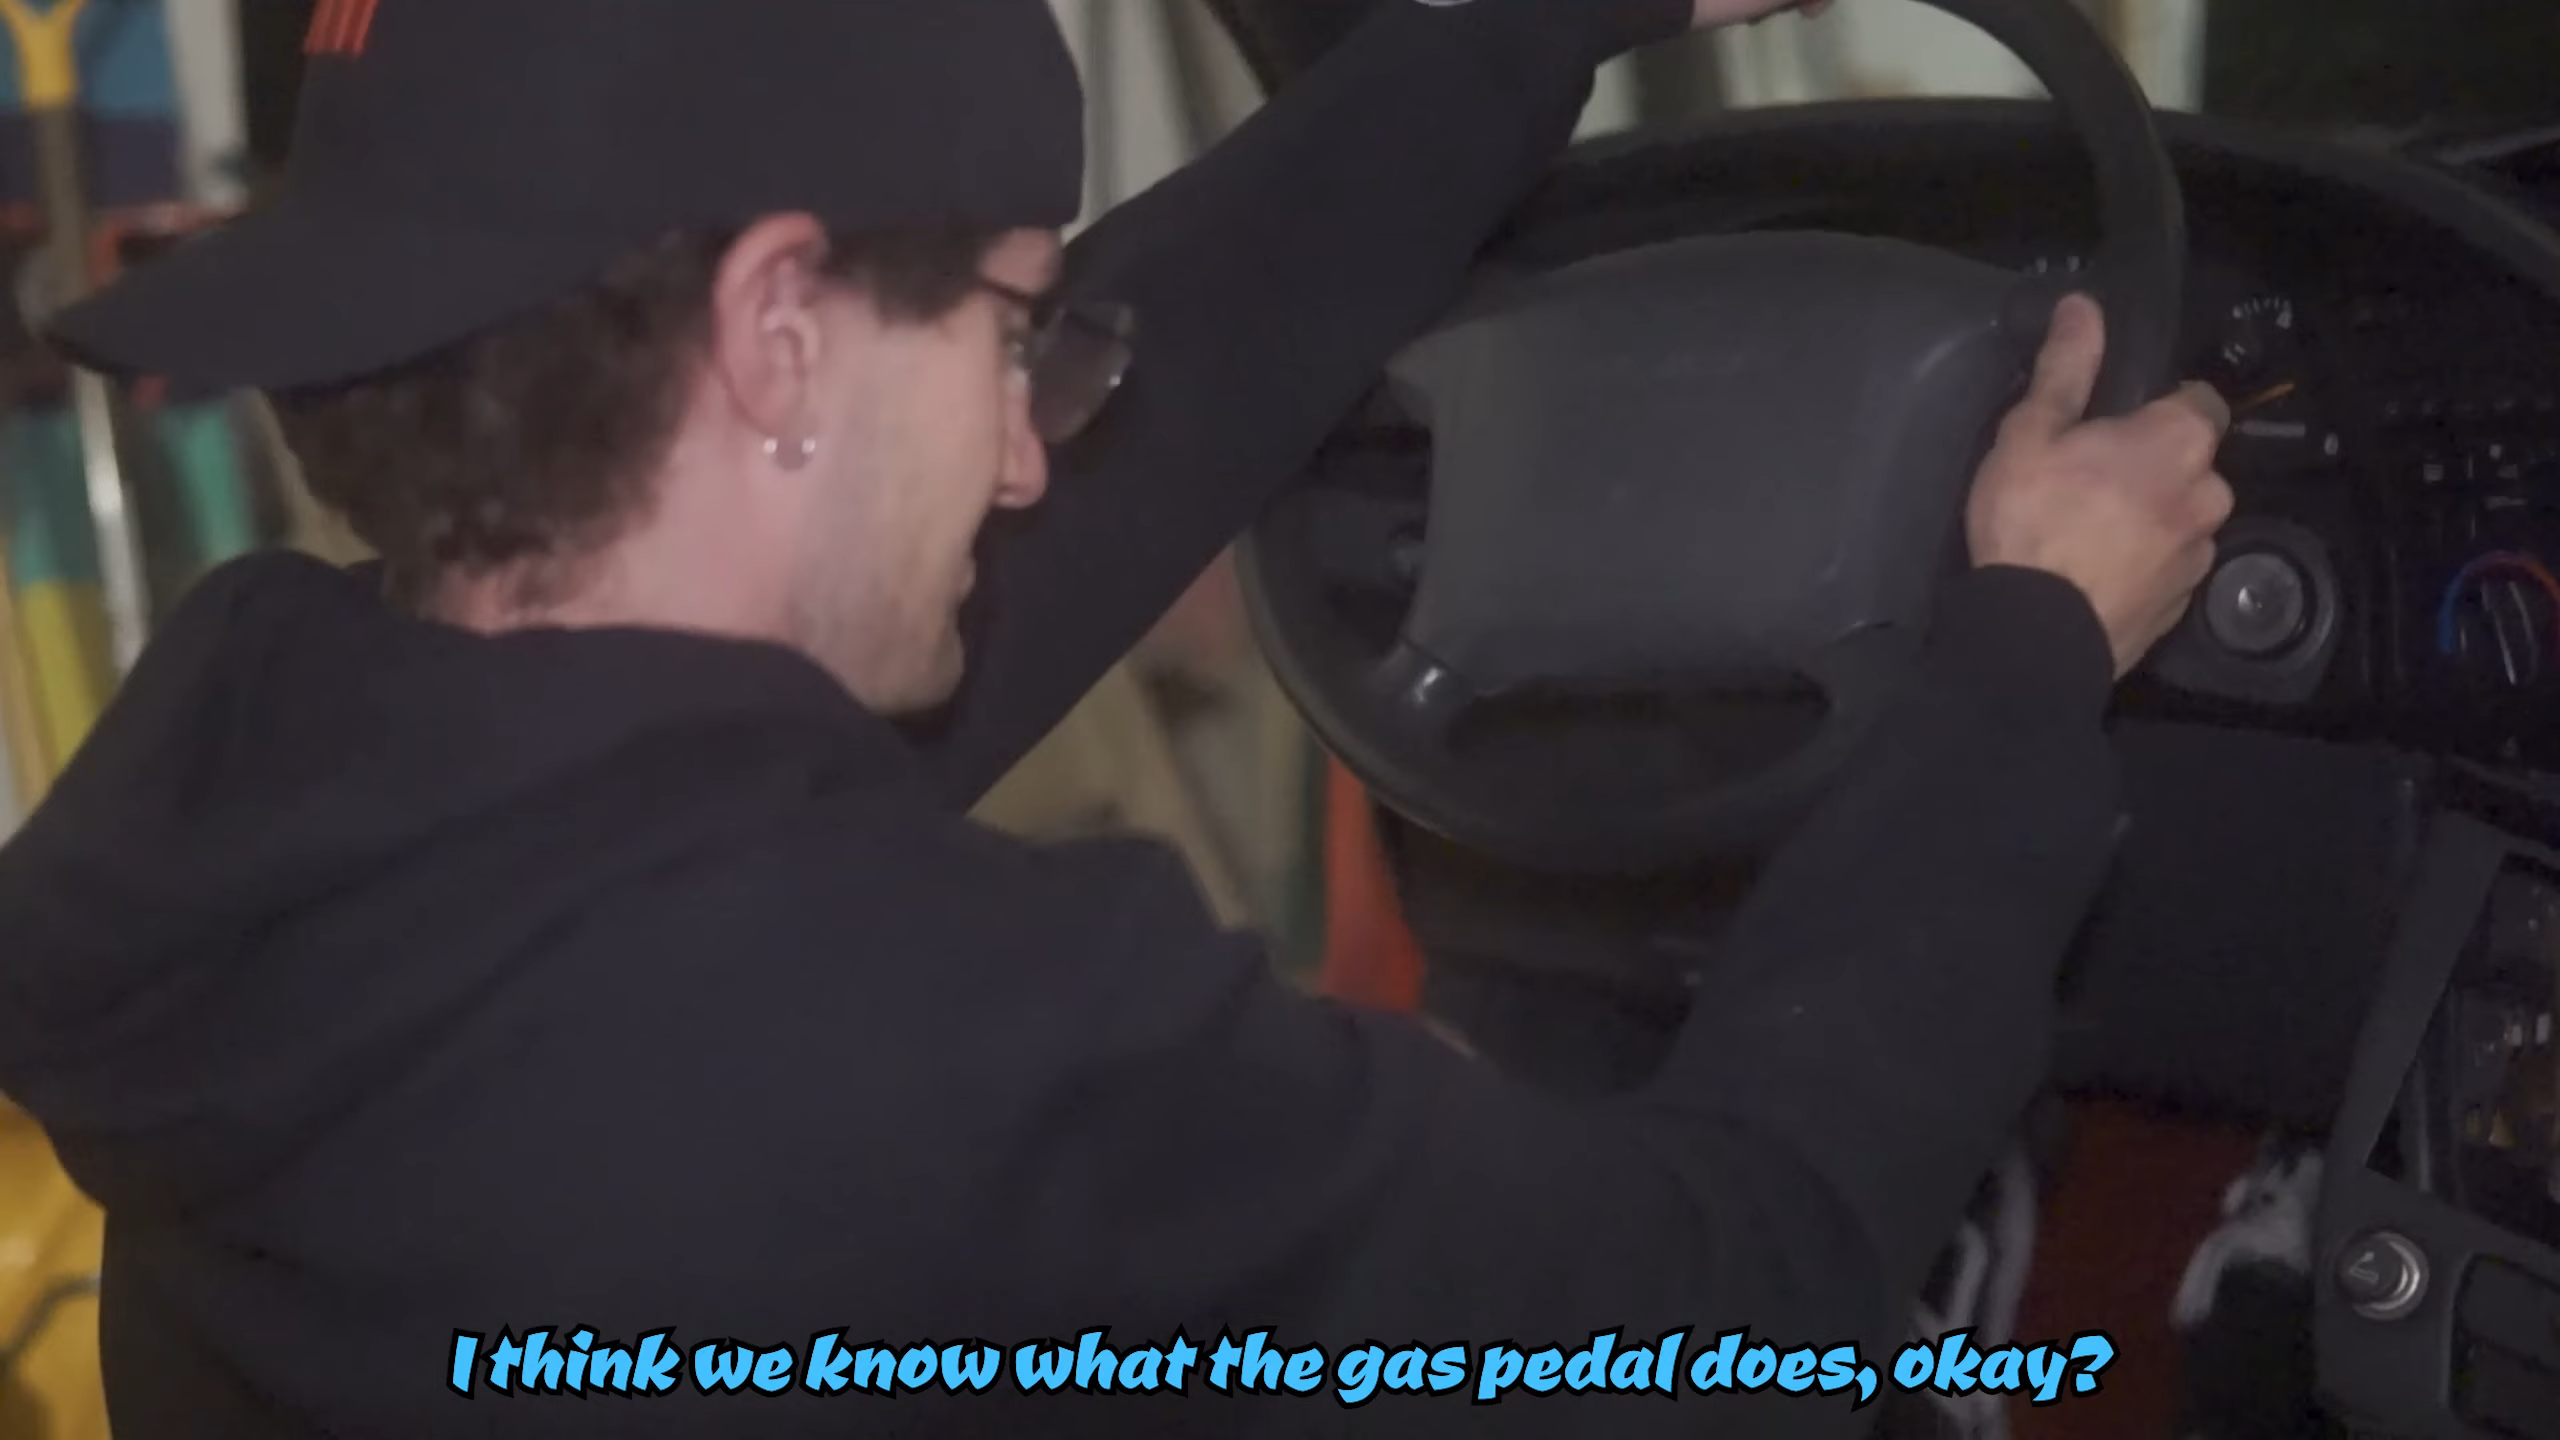 I think we know what the gas pedal does, okay?